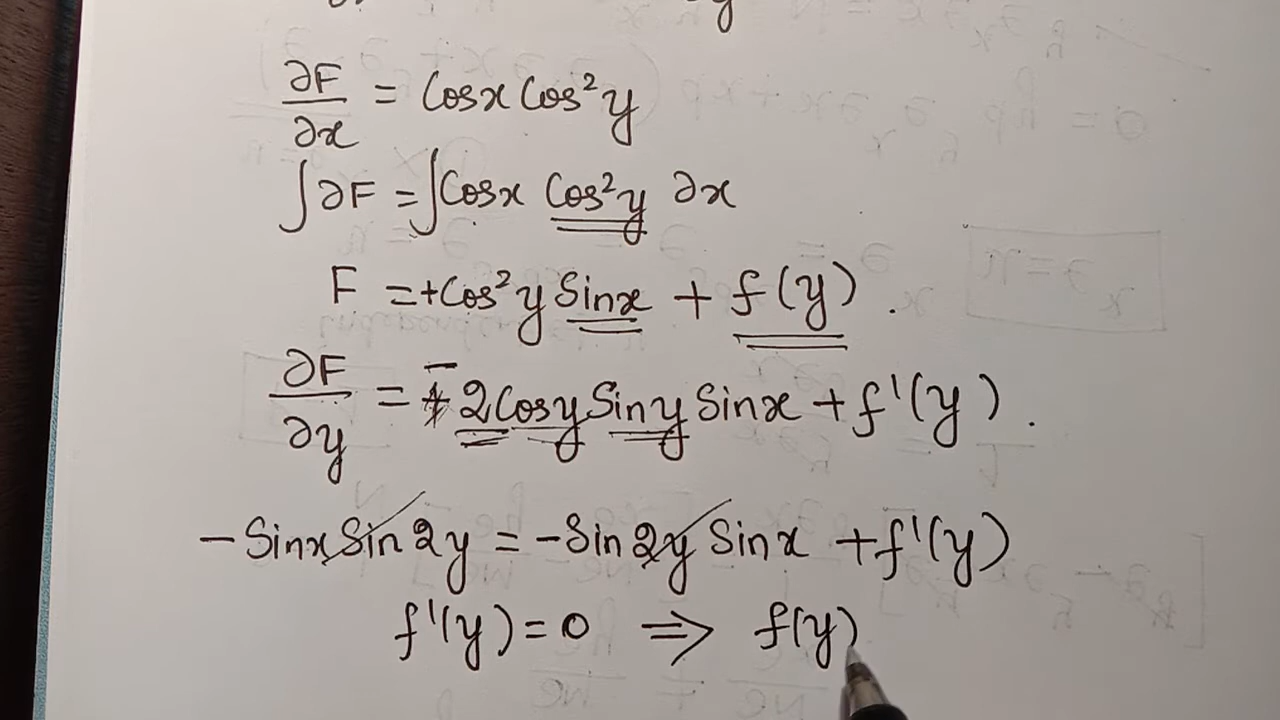 ∂F/∂x = Cosx Cos²y
∫∂F = ∫Cosx Cos²y ∂x
F = +Cos²y Sinx + f(y).
∂F/∂y = -2Cosy Siny Sinx + f'(y).
-Sinx Sin2y = -Sin2y Sinx + f'(y)
f'(y) = 0 ⇒ f(y)